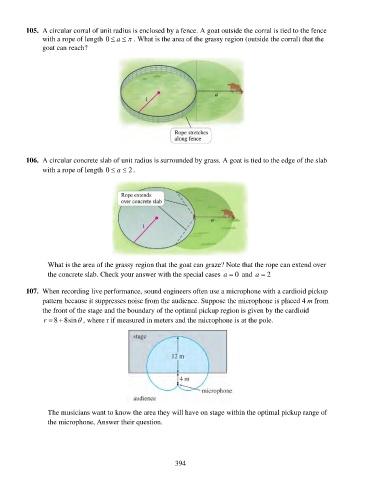 105. A circular corral of unit radius is enclosed by a fence. A goat outside the corral is tied to the fence
with a rope of length 0 ≤ a ≤ π. What is the area of the grassy region (outside the corral) that the
goat can reach?
1
a
Rope stretches
along fence
106. A circular concrete slab of unit radius is surrounded by grass. A goat is tied to the edge of the slab
with a rope of length 0 ≤ a ≤ 2.
Rope extends
over concrete slab
a
1
What is the area of the grassy region that the goat can graze? Note that the rope can extend over
the concrete slab. Check your answer with the special cases a = 0 and a = 2
107. When recording live performance, sound engineers often use a microphone with a cardioid pickup
pattern because it suppresses noise from the audience. Suppose the microphone is placed 4 m from
the front of the stage and the boundary of the optimal pickup region is given by the cardioid
r = 8 + 8sin θ, where r if measured in meters and the microphone is at the pole.
stage
12 m
4 m
microphone
audience
The musicians want to know the area they will have on stage within the optimal pickup range of
the microphone. Answer their question.
394